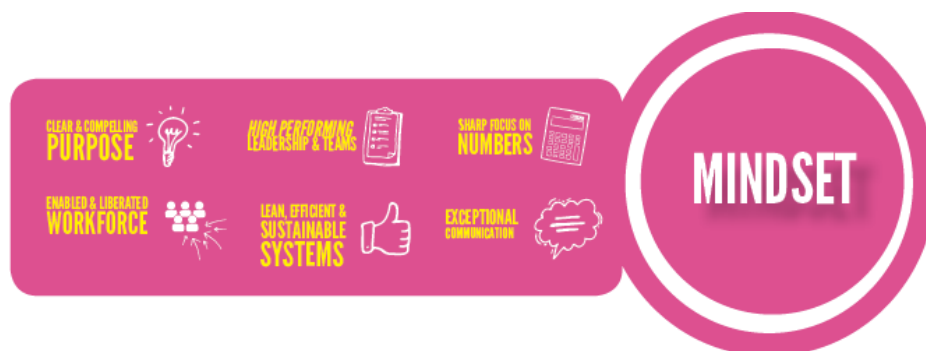 CLEAR & COMPELLING
PURPOSE
HIGH PERFORMING
LEADERSHIP & TEAMS
SHARP FOCUS ON
NUMBERS
ENABLED & LIBERATED
WORKFORCE
LEAN, EFFICIENT &
SUSTAINABLE
SYSTEMS
EXCEPTIONAL
COMMUNICATION
MINDSET